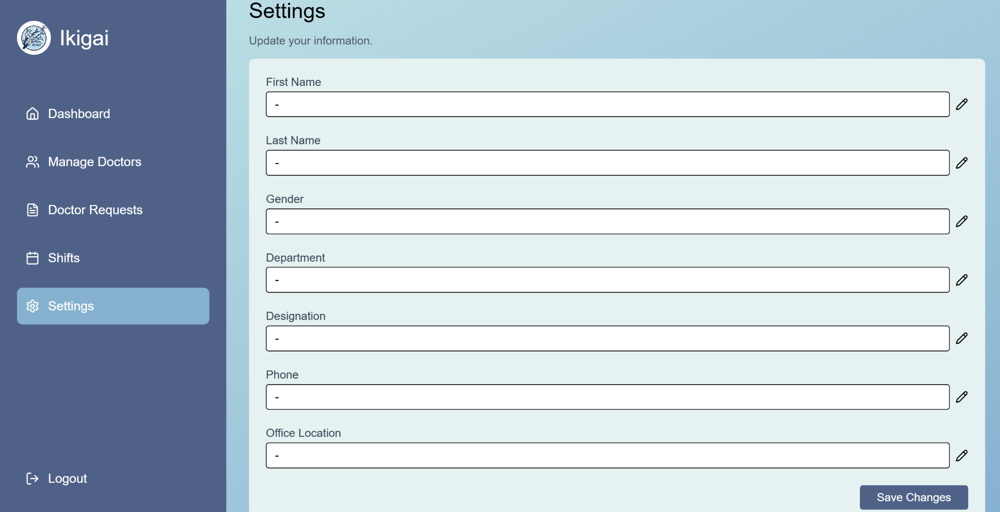 IKIGAI
Ikigai
Dashboard
Manage Doctors
Doctor Requests
Shifts
Settings
Logout
Settings
Update your information.
First Name
-
Last Name
-
Gender
-
Department
-
Designation
-
Phone
-
Office Location
-
Save Changes